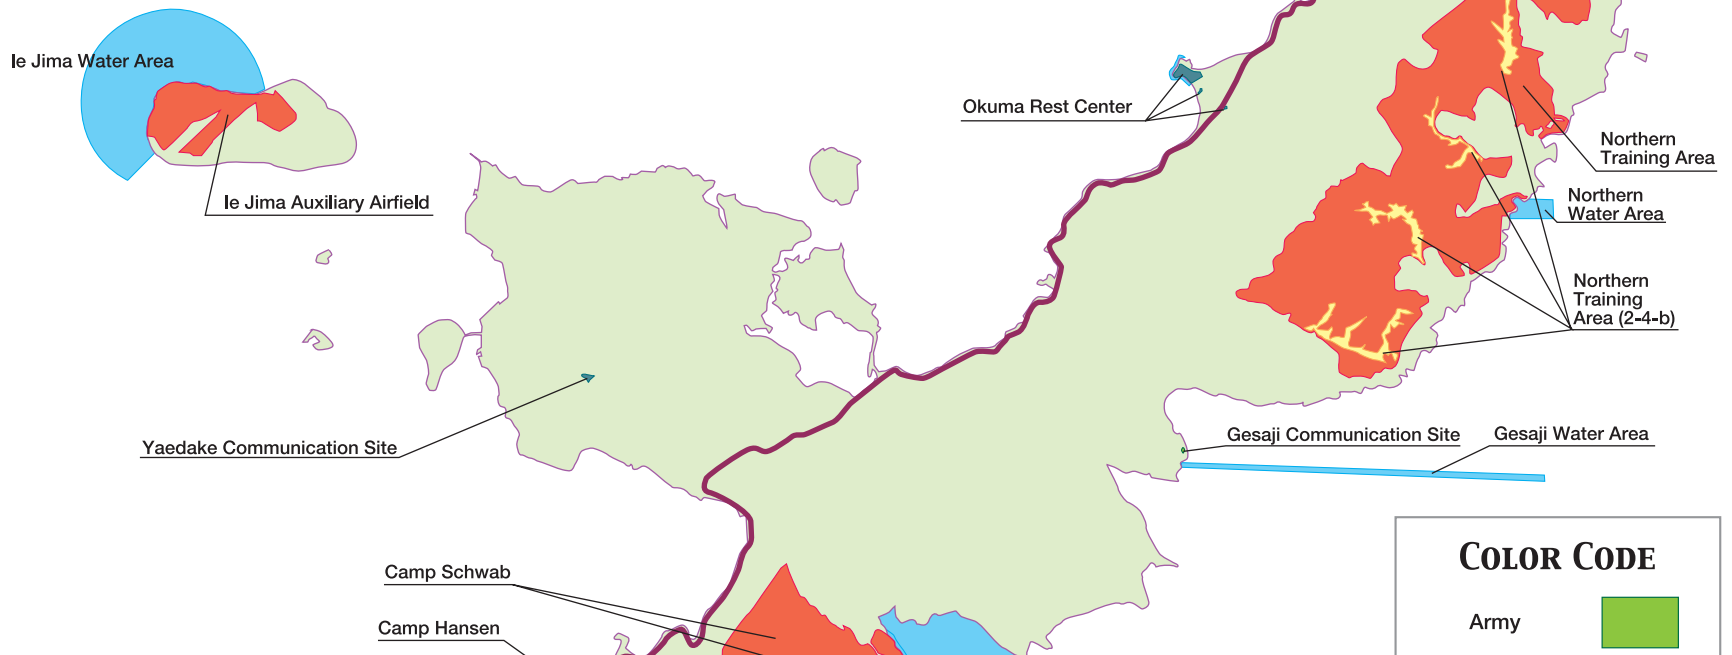 Ie Jima Water Area
Okuma Rest Center
Northern
Training Area
Northern
Water Area
Ie Jima Auxiliary Airfield
Northern
Training
Area (2-4-b)
Yaedake Communication Site
Gesaji Communication Site
Gesaji Water Area
COLOR CODE
Camp Schwab
Army
Camp Hansen